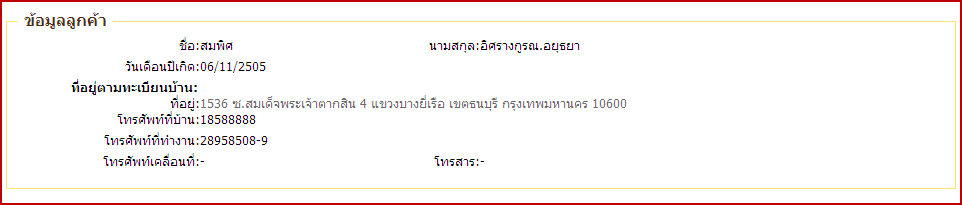 ข้อมูลลูกค้า
ชื่อ:สมพิศ นามสกุล:อิศรางกูรณ.อยุธยา
วันเดือนปีเกิด:06/11/2505
ที่อยู่ตามทะเบียนบ้าน:
ที่อยู่:1536 ซ.สมเด็จพระเจ้าตากสิน 4 แขวงบางยี่เรือ เขตธนบุรี กรุงเทพมหานคร 10600
โทรศัพท์ที่บ้าน:18588888
โทรศัพท์ที่ทำงาน:28958508-9
โทรศัพท์เคลื่อนที่:- โทรสาร:-